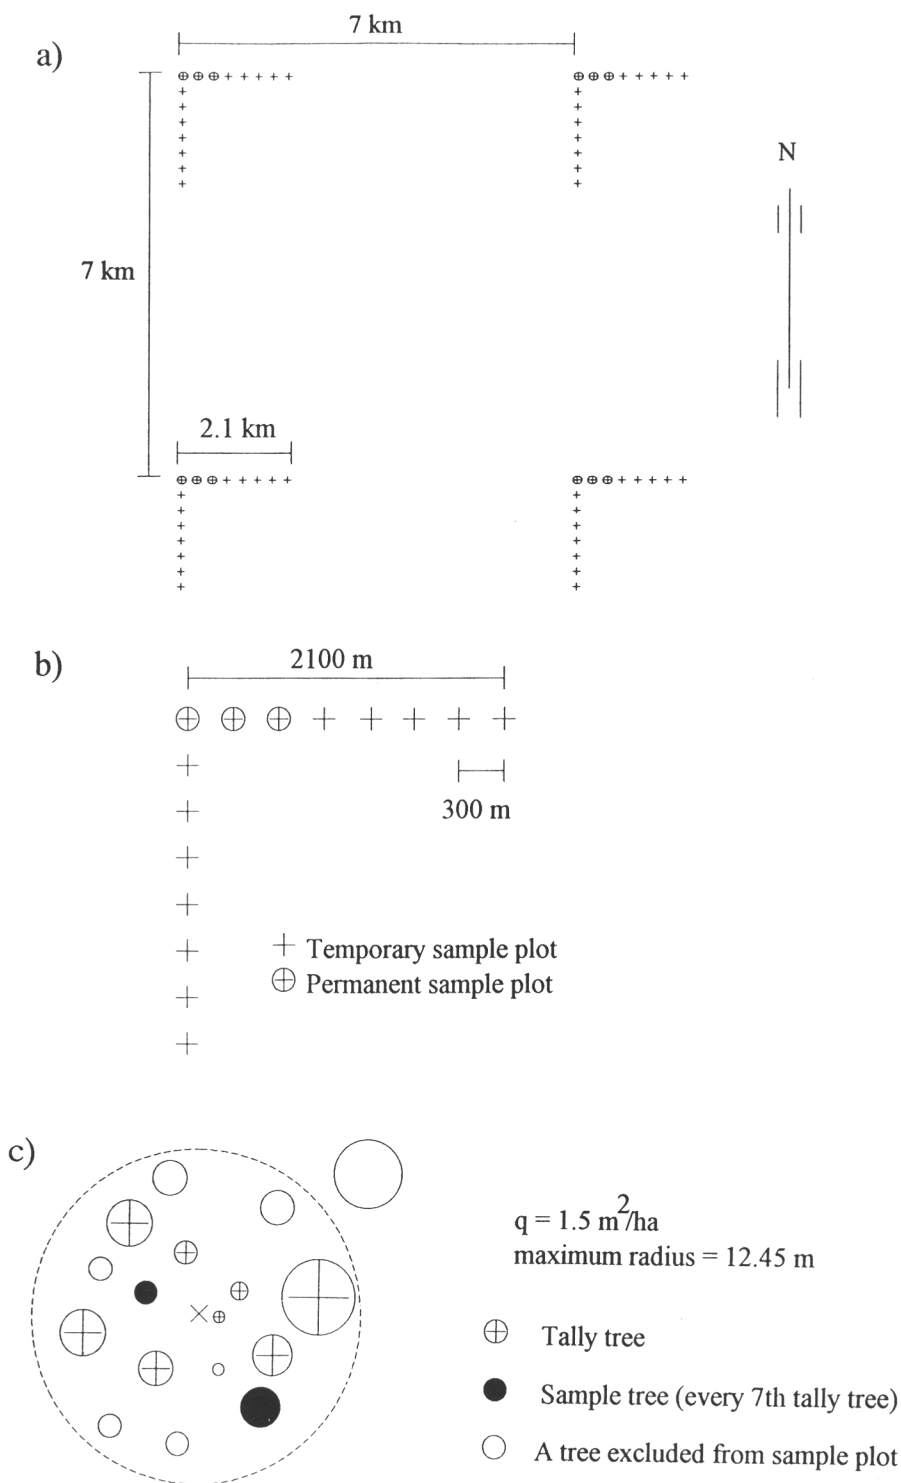 7 km
a)
N
7 km
2.1 km
b)
2100 m
300 m
Temporary sample plot
Permanent sample plot
c)
q = 1.5 m²/ha
maximum radius = 12.45 m
Tally tree
Sample tree (every 7th tally tree)
A tree excluded from sample plot